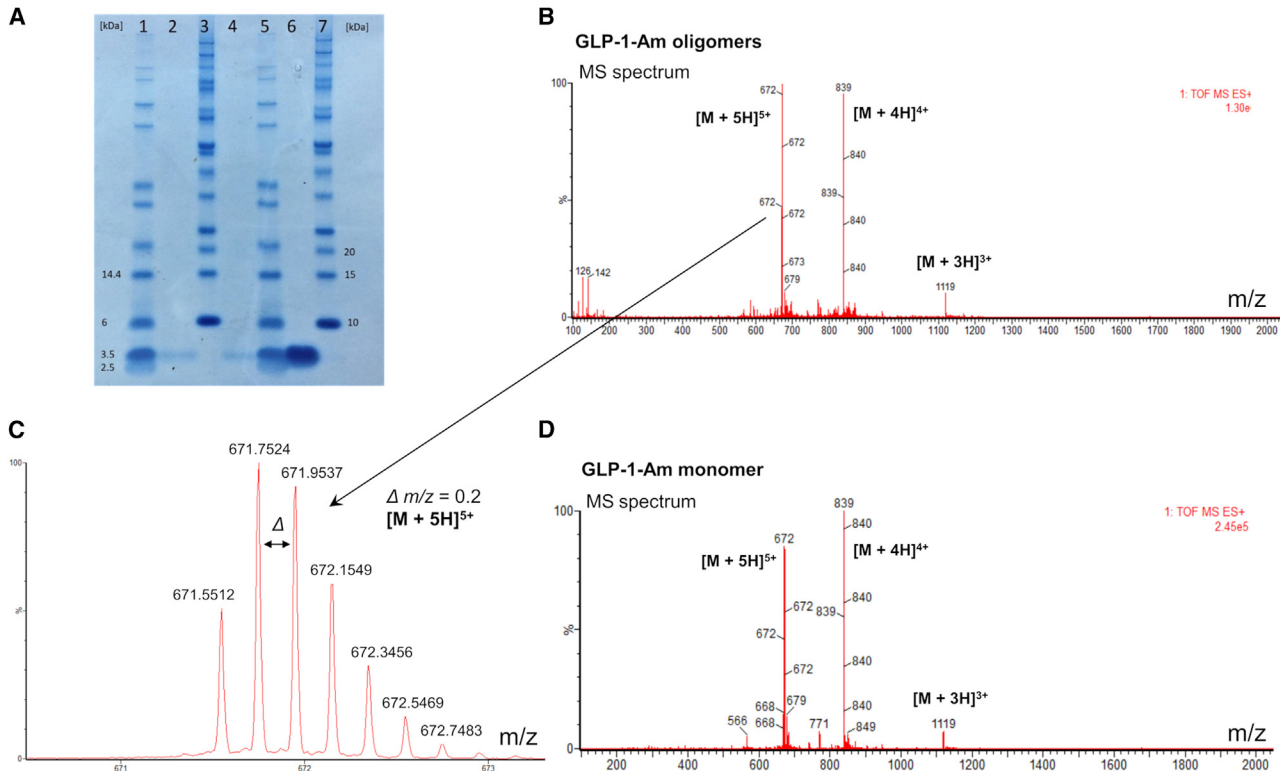 A
[kDa] 1 2 3 4 5 6 7 [kDa]
20
14.4 15
6 10
3.5
2.5
B
GLP-1-Am oligomers
MS spectrum
1: TOF MS ES+
1.30e
100
%
0
672
[M + 5H]5+
672
672
672
673
679
126
142
839
[M + 4H]4+
840
839
840
840
[M + 3H]3+
1119
m/z
100 200 300 400 500 600 700 800 900 1000 1100 1200 1300 1400 1500 1600 1700 1800 1900 2000
C
100
%
0
671.7524
671.9537
Δ m/z = 0.2
[M + 5H]5+
Δ
671.5512
672.1549
672.3456
672.5469
672.7483
m/z
671 672 673
D
GLP-1-Am monomer
MS spectrum
1: TOF MS ES+
2.45e5
100
%
0
672
[M + 5H]5+
672
672
672
668
679
668
566
771
839
840
[M + 4H]4+
840
839
840
840
849
[M + 3H]3+
1119
m/z
200 400 600 800 1000 1200 1400 1600 1800 2000